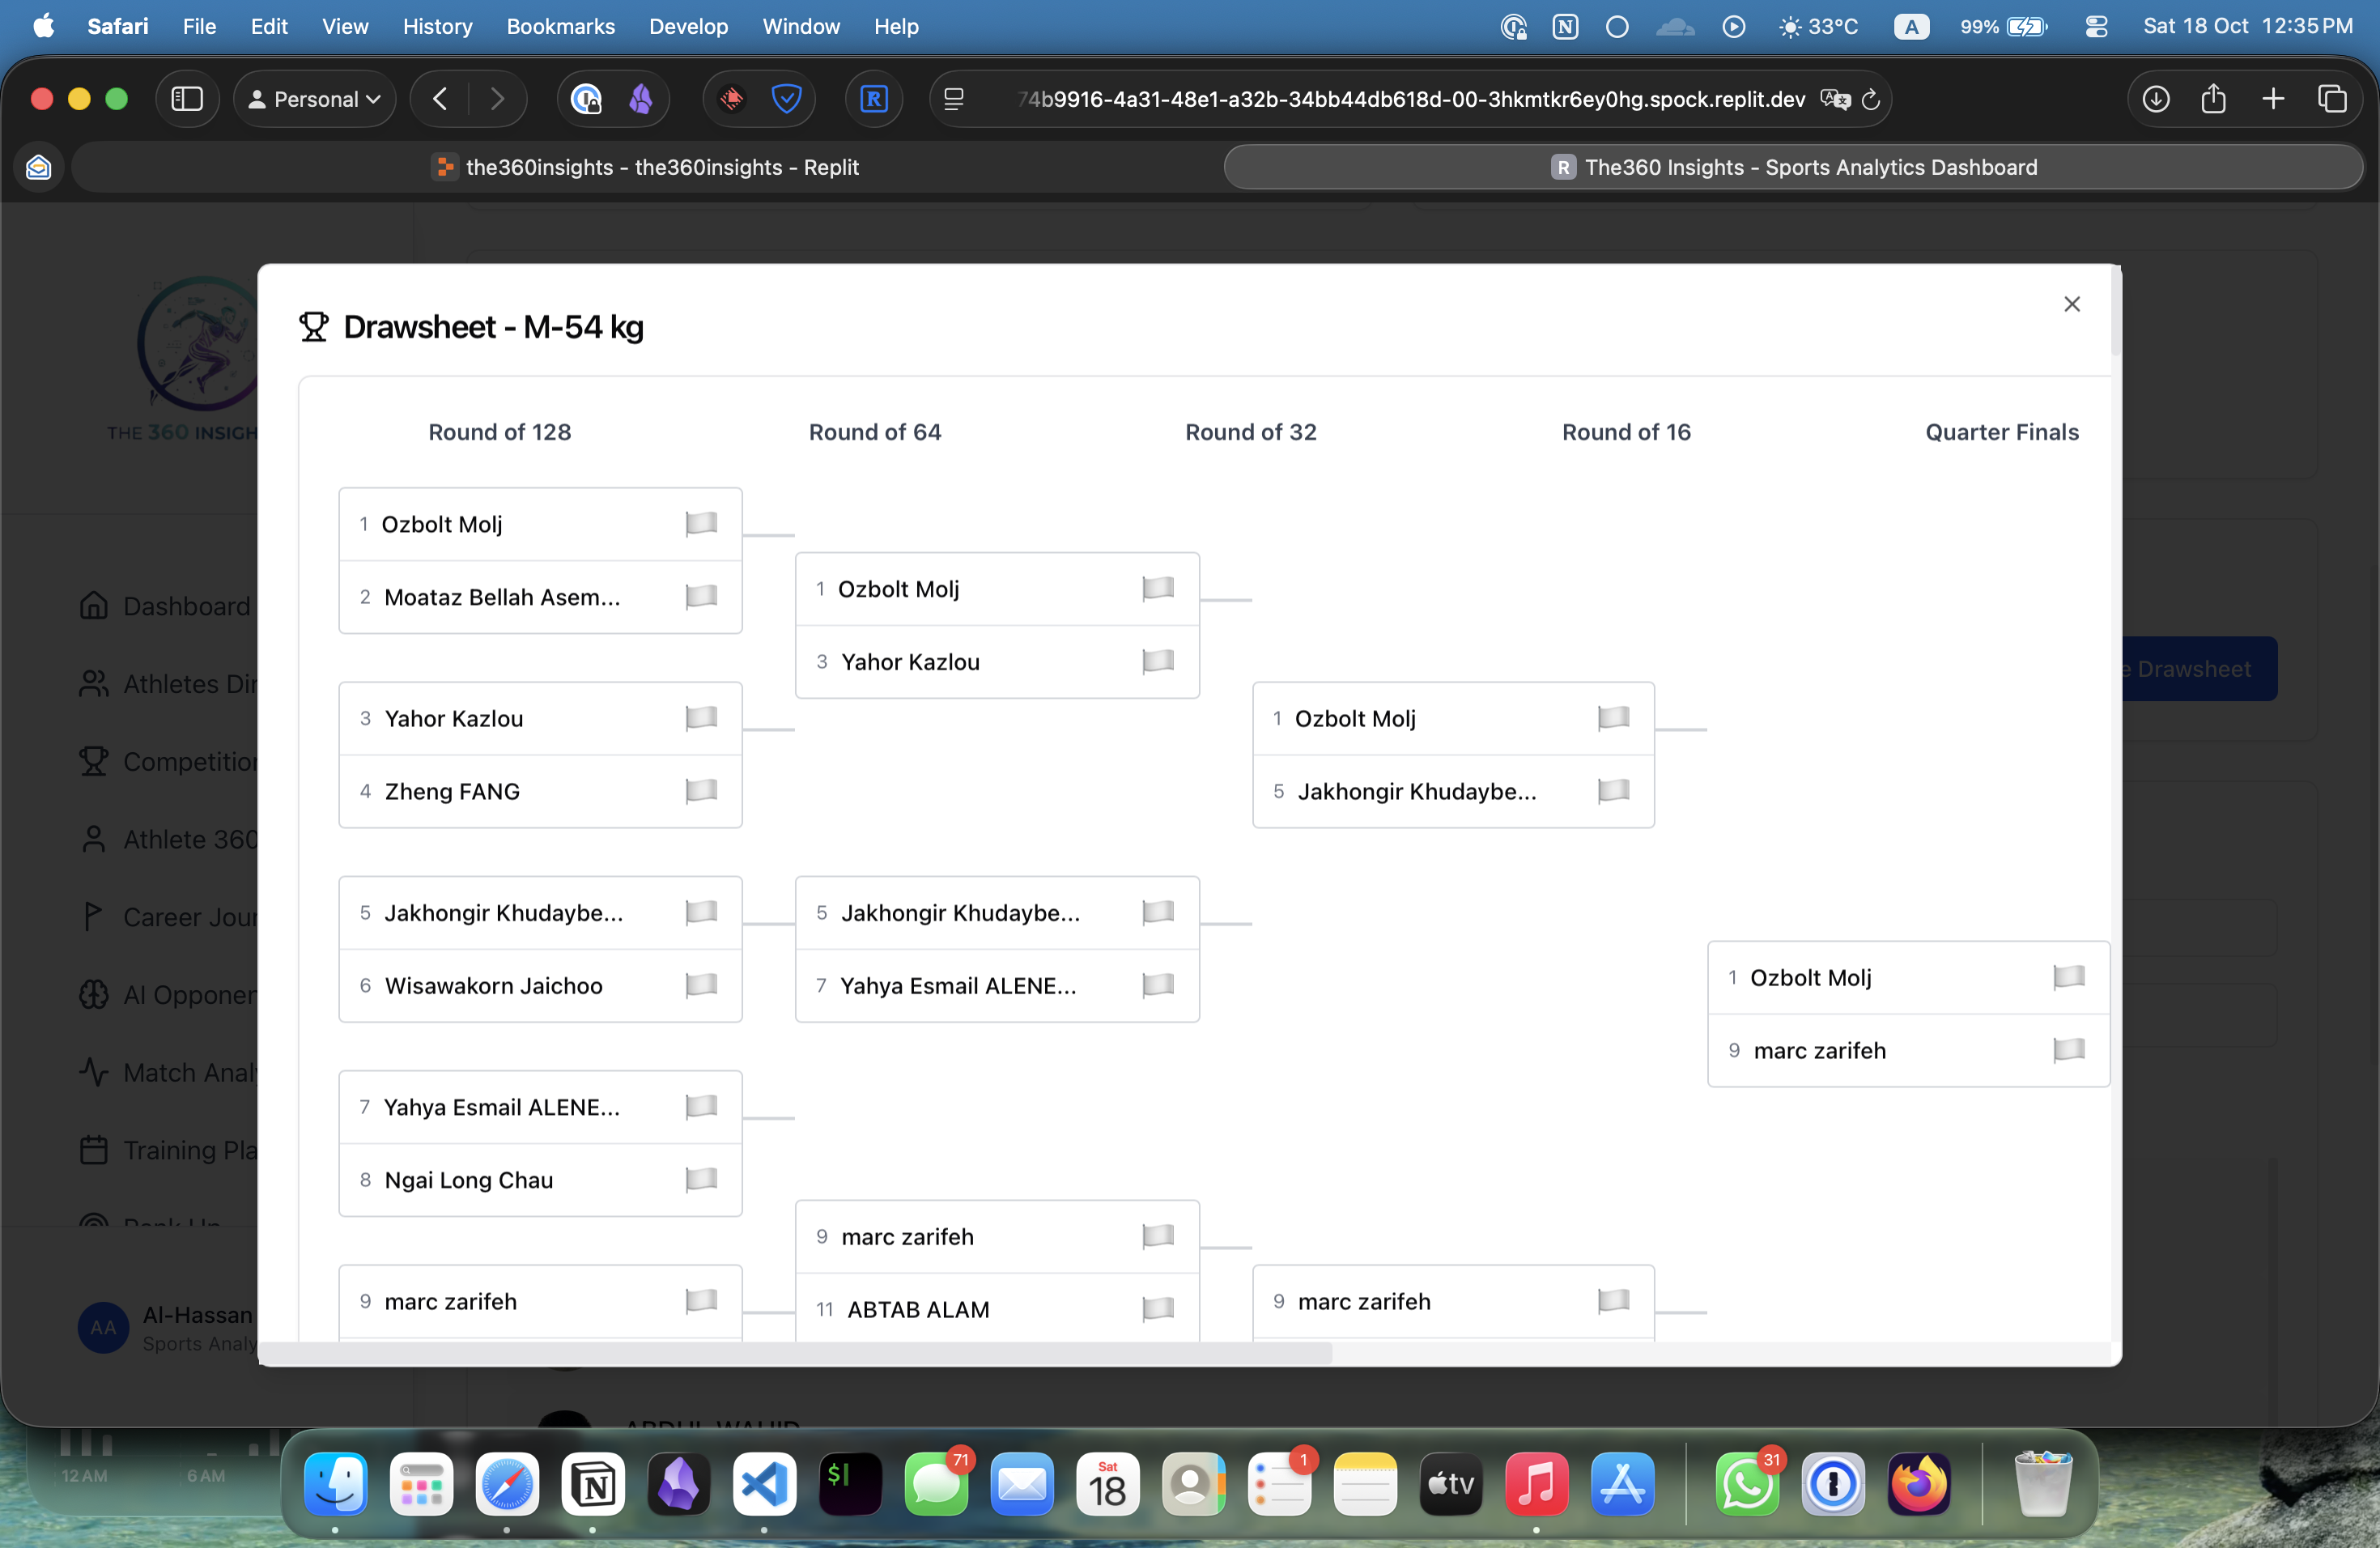 Safari File Edit View History Bookmarks Develop Window Help 33°C A 99% Sat 18 Oct 12:35 PM
Personal 74b9916-4a31-48e1-a32b-34bb44db618d-00-3hkmtkr6ey0hg.spock.replit.dev
the360insights - the360insights - Replit
R The360 Insights - Sports Analytics Dashboard
THE 360 INSIGH
Dashboard
Athletes Dir
Competition
Athlete 360
Career Jour
AI Opponen
Match Analy
Training Pla
Rank Up
AA Al-Hassan
Sports Analy
e Drawsheet
Drawsheet - M-54 kg
Round of 128 Round of 64 Round of 32 Round of 16 Quarter Finals
1 Ozbolt Molj
2 Moataz Bellah Asem...
3 Yahor Kazlou
4 Zheng FANG
5 Jakhongir Khudaybe...
6 Wisawakorn Jaichoo
7 Yahya Esmail ALENE...
8 Ngai Long Chau
9 marc zarifeh
1 Ozbolt Molj
3 Yahor Kazlou
5 Jakhongir Khudaybe...
7 Yahya Esmail ALENE...
9 marc zarifeh
11 ABTAB ALAM
1 Ozbolt Molj
5 Jakhongir Khudaybe...
9 marc zarifeh
1 Ozbolt Molj
9 marc zarifeh
ABDUL WAHID
12 AM 6 AM
71
Sat
18
1
tv
31